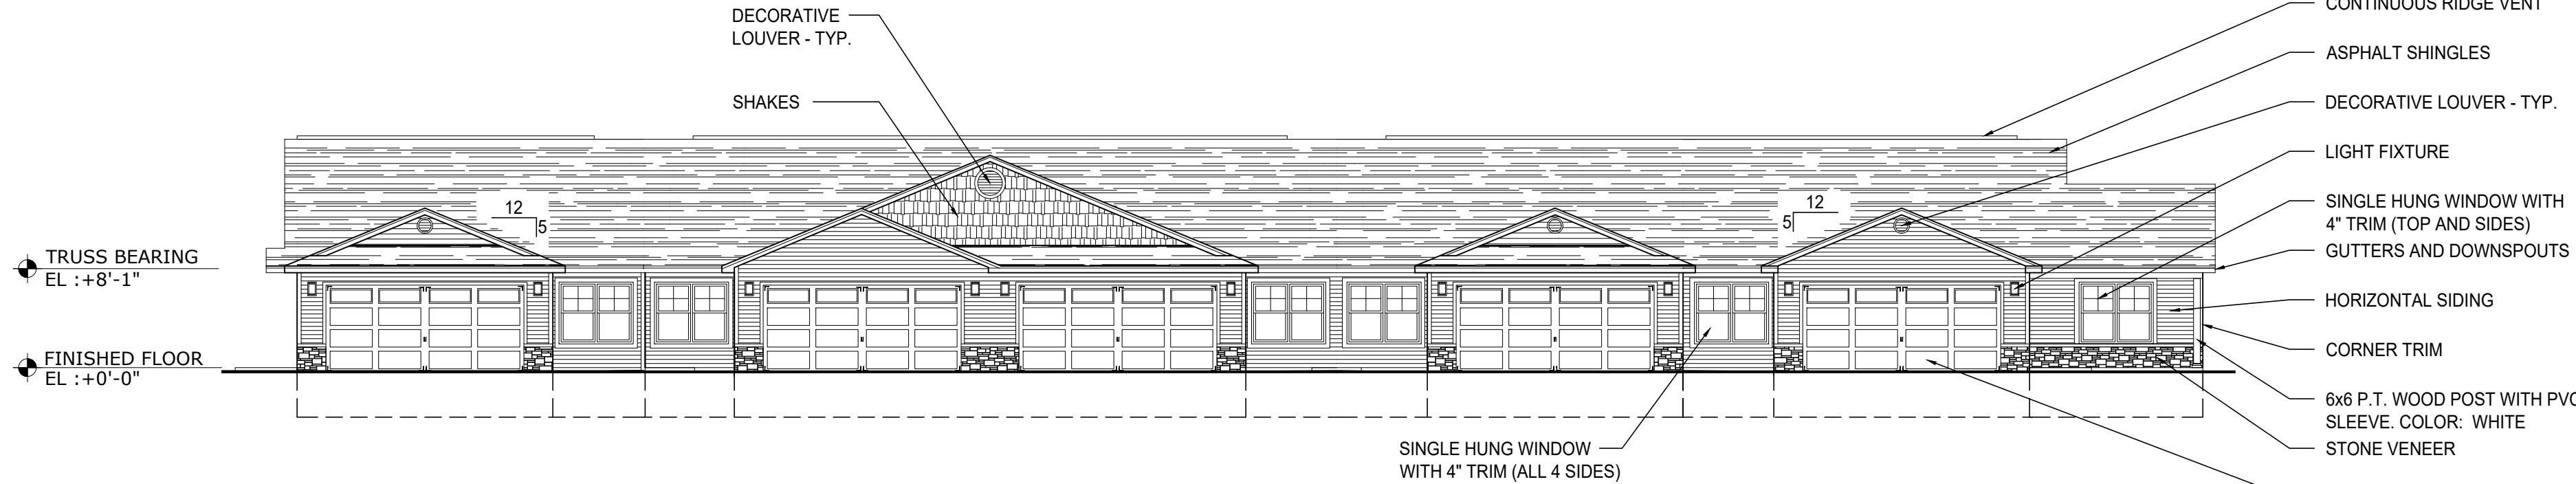 DECORATIVE
LOUVER - TYP.
SHAKES
12
5
12
5
TRUSS BEARING
EL :+8'-1"
FINISHED FLOOR
EL :+0'-0"
CONTINUOUS RIDGE VENT
ASPHALT SHINGLES
DECORATIVE LOUVER - TYP.
LIGHT FIXTURE
SINGLE HUNG WINDOW WITH
4" TRIM (TOP AND SIDES)
GUTTERS AND DOWNSPOUTS
HORIZONTAL SIDING
CORNER TRIM
6x6 P.T. WOOD POST WITH PVC
SLEEVE. COLOR: WHITE
STONE VENEER
SINGLE HUNG WINDOW
WITH 4" TRIM (ALL 4 SIDES)